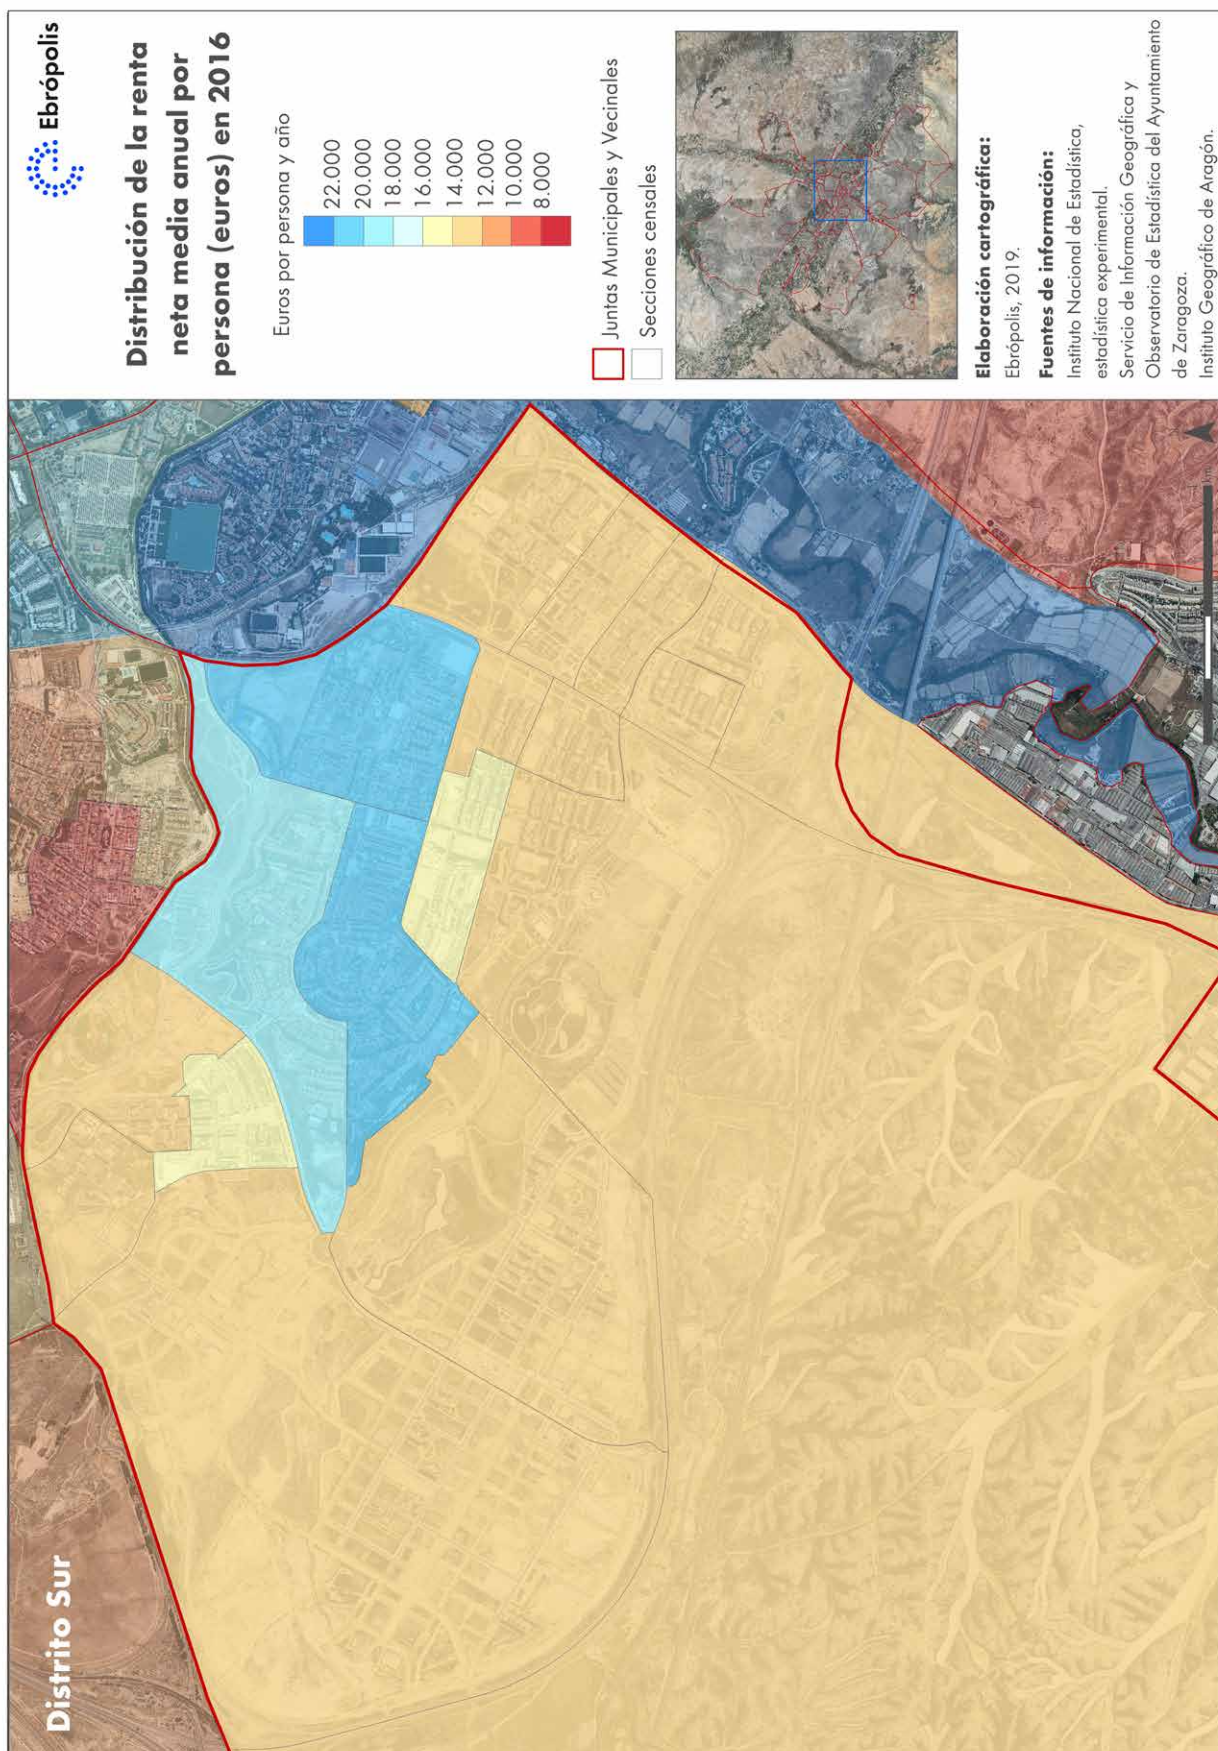 Distrito Sur
Ebrópolis
Distribución de la renta
neta media anual por
persona (euros) en 2016
Euros por persona y año
22.000
20.000
18.000
16.000
14.000
12.000
10.000
8.000
Juntas Municipales y Vecinales
Secciones censales
Elaboración cartográfica:
Ebrópolis, 2019.
Fuentes de información:
Instituto Nacional de Estadística,
estadística experimental.
Servicio de Información Geográfica y
Observatorio de Estadística del Ayuntamiento
de Zaragoza.
Instituto Geográfico de Aragón.